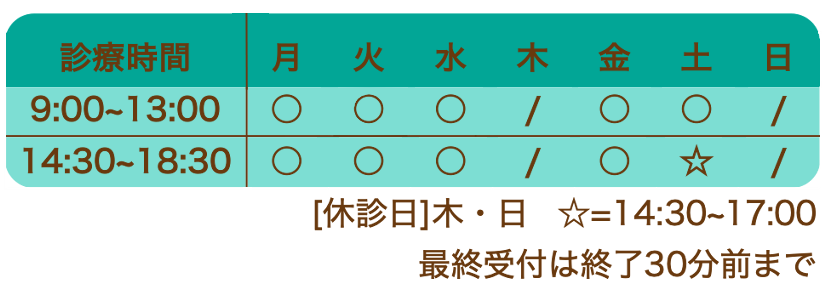 診療時間 月 火 水 木 金 土 日
9:00~13:00 ○ ○ ○ / ○ ○ /
14:30~18:30 ○ ○ ○ / ○ ☆ /
[休診日]木・日 ☆=14:30~17:00
最終受付は終了30分前まで